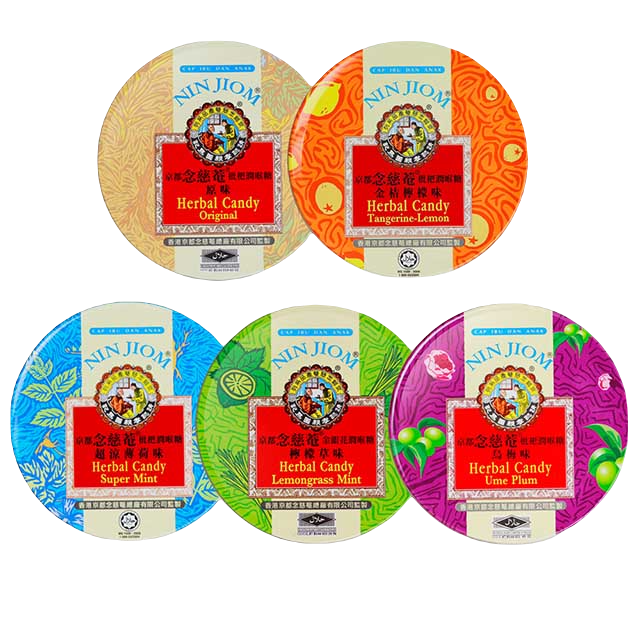 CAP IBU DAN ANAK
NIN JIOM®
京都念慈菴枇杷潤喉糖
原味
Herbal Candy
Original
香港京都念慈菴總廠有限公司監製
CAP IBU DAN ANAK
NIN JIOM®
京都念慈菴枇杷潤喉糖
金桔檸檬味
Herbal Candy
Tangerine-Lemon
香港京都念慈菴總廠有限公司監製
CAP IBU DAN ANAK
NIN JIOM®
京都念慈菴枇杷潤喉糖
超涼薄荷味
Herbal Candy
Super Mint
香港京都念慈菴總廠有限公司監製
CAP IBU DAN ANAK
NIN JIOM®
京都念慈菴金銀花潤喉糖
檸檬草味
Herbal Candy
Lemongrass Mint
香港京都念慈菴總廠有限公司監製
CAP IBU DAN ANAK
NIN JIOM®
京都念慈菴枇杷潤喉糖
烏梅味
Herbal Candy
Ume Plum
香港京都念慈菴總廠有限公司監製